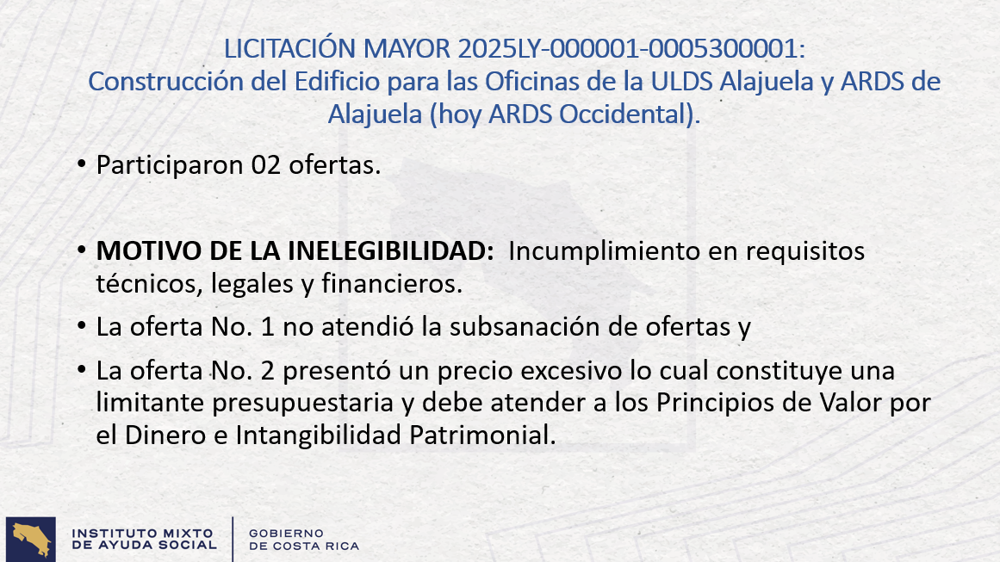 LICITACIÓN MAYOR 2025LY-000001-0005300001:
Construcción del Edificio para las Oficinas de la ULDS Alajuela y ARDS de
Alajuela (hoy ARDS Occidental).
• Participaron 02 ofertas.
• MOTIVO DE LA INELEGIBILIDAD: Incumplimiento en requisitos
técnicos, legales y financieros.
• La oferta No. 1 no atendió la subsanación de ofertas y
• La oferta No. 2 presentó un precio excesivo lo cual constituye una
limitante presupuestaria y debe atender a los Principios de Valor por
el Dinero e Intangibilidad Patrimonial.
INSTITUTO MIXTO
DE AYUDA SOCIAL
GOBIERNO
DE COSTA RICA